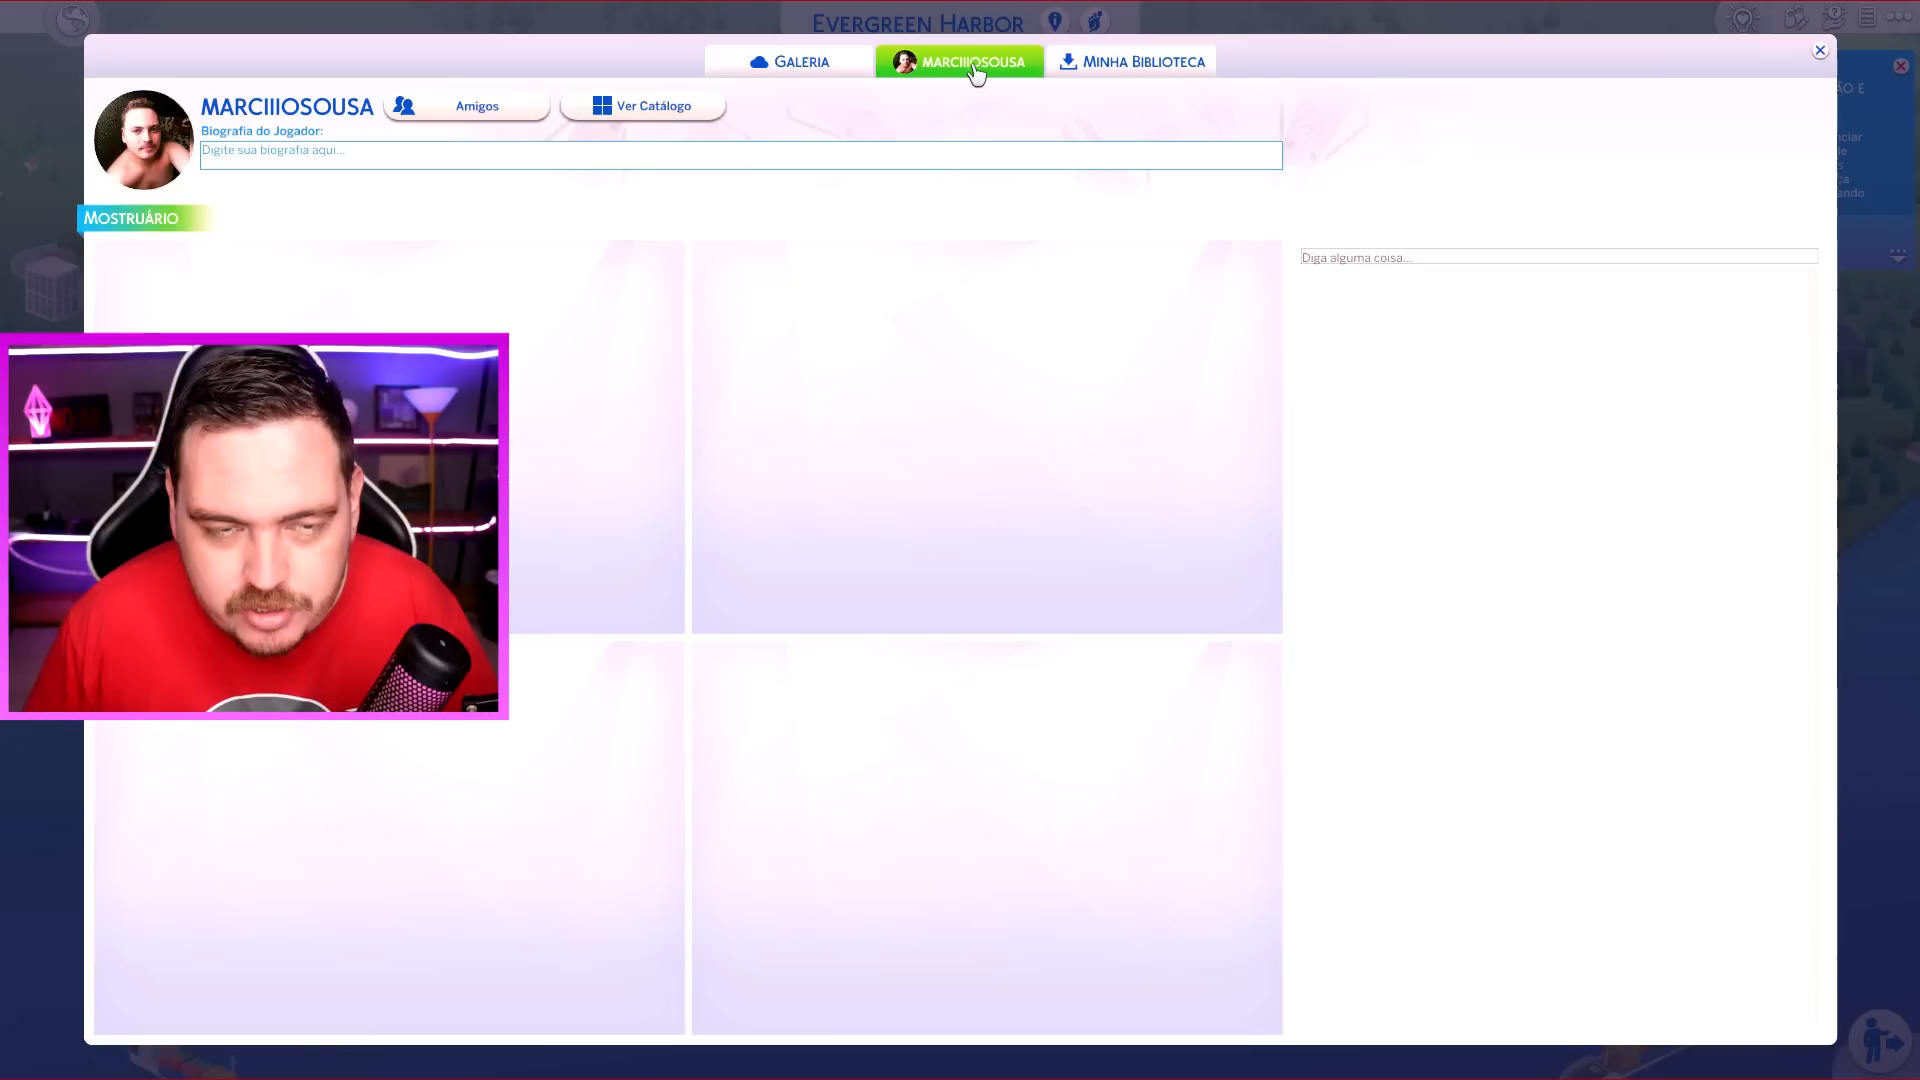 EVERGREEN HARBOR
GALERIA
MARCIIIOSOUSA
MINHA BIBLIOTECA
MARCIIIOSOUSA
Amigos
Ver Catálogo
Biografia do Jogador:
Digite sua biografia aqui...
MOSTRUÁRIO
Diga alguma coisa...